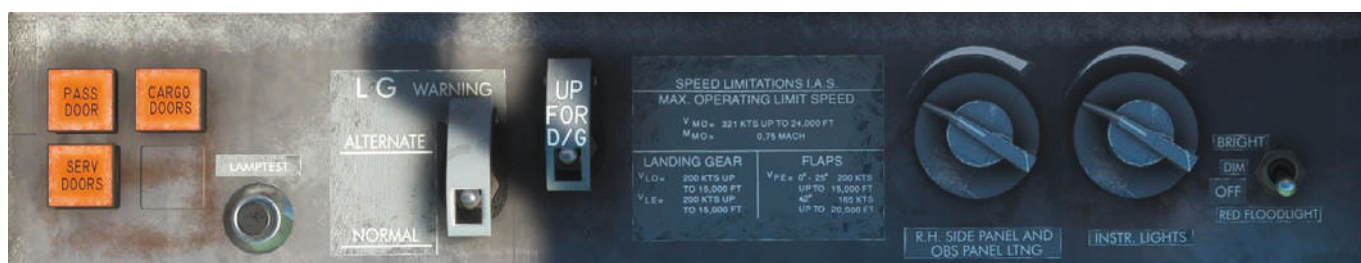 PASS
DOOR
CARGO
DOORS
SERV
DOORS
LAMPTEST
L G WARNING
ALTERNATE
NORMAL
UP
FOR
D/G
SPEED LIMITATIONS I.A.S.
MAX. OPERATING LIMIT SPEED
VMO= 321 KTS UP TO 24,000 FT
MMO= 0,75 MACH
LANDING GEAR
VLO= 200 KTS UP
TO 15,000 FT
VLE= 200 KTS UP
TO 15,000 FT
FLAPS
VFE= 0°- 25° 200 KTS
UP TO 15,000 FT
42° 165 KTS
UP TO 20,000 FT
R.H. SIDE PANEL AND
OBS PANEL LTNG
INSTR. LIGHTS
BRIGHT
DIM
OFF
RED FLOODLIGHT